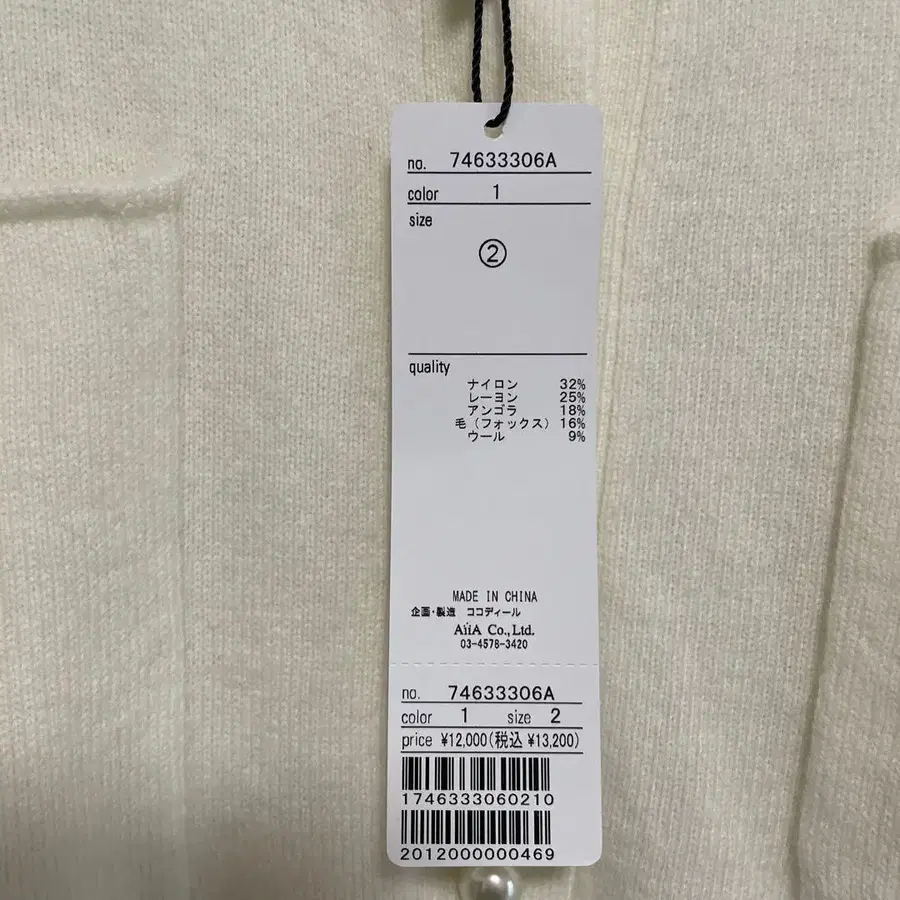 no. 74633306A
color 1
size
②
quality
ナイロン 32%
レーヨン 25%
アンゴラ 18%
毛(フォックス) 16%
ウール 9%
MADE IN CHINA
企画・製造 ココディール
AïiA Co.,Ltd.
03-4578-3420
no. 74633306A
color 1 size 2
price ¥12,000(税込 ¥13,200)
1746333060210
2012000000469